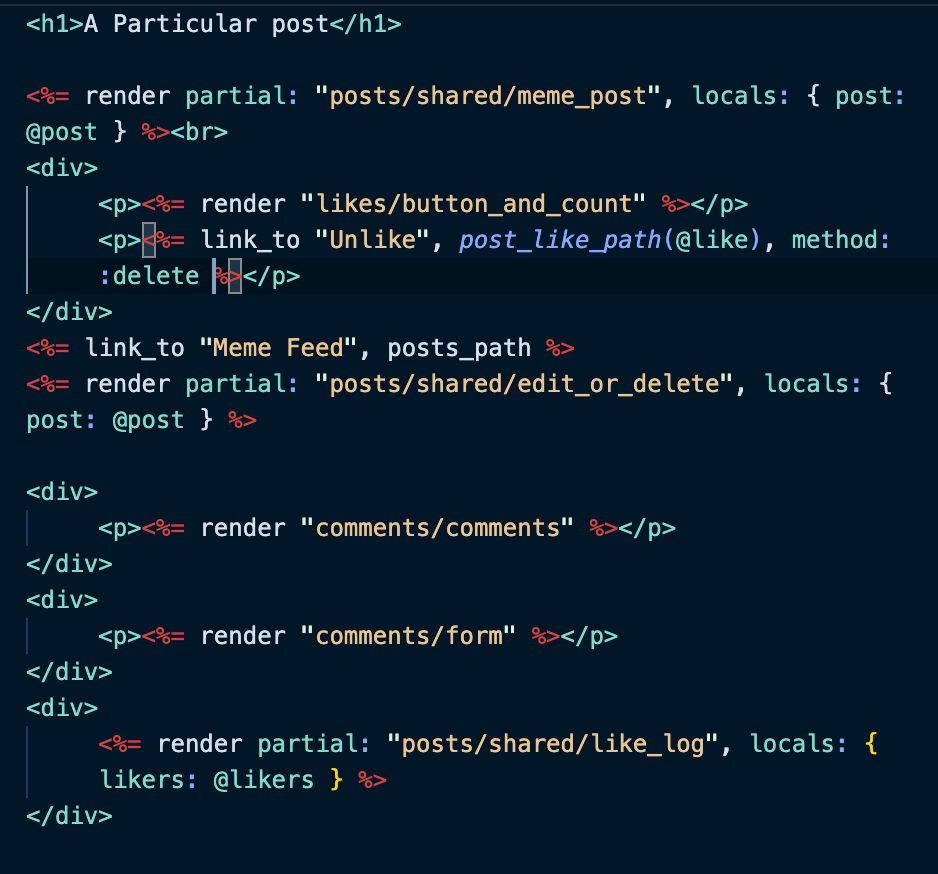 <h1>A Particular post</h1>
<%= render partial: "posts/shared/meme_post", locals: { post:
@post } %><br>
<div>
<p><%= render "likes/button_and_count" %></p>
<p><%= link_to "Unlike", post_like_path(@like), method:
:delete %></p>
</div>
<%= link_to "Meme Feed", posts_path %>
<%= render partial: "posts/shared/edit_or_delete", locals: {
post: @post } %>
<div>
<p><%= render "comments/comments" %></p>
</div>
<div>
<p><%= render "comments/form" %></p>
</div>
<div>
<%= render partial: "posts/shared/like_log", locals: {
likers: @likers } %>
</div>